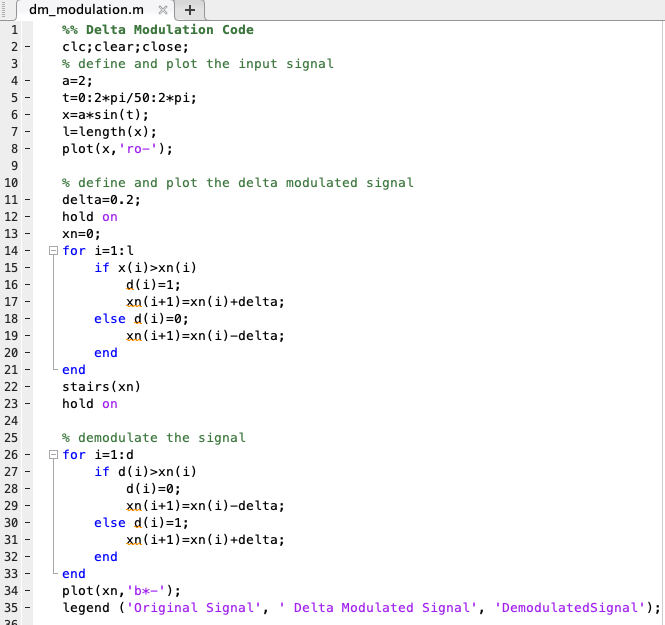 dm_modulation.m × +
1 %% Delta Modulation Code
2 - clc;clear;close;
3 % define and plot the input signal
4 - a=2;
5 - t=0:2*pi/50:2*pi;
6 - x=a*sin(t);
7 - l=length(x);
8 - plot(x,'ro-');
9
10 % define and plot the delta modulated signal
11 - delta=0.2;
12 - hold on
13 - xn=0;
14 - for i=1:l
15 - if x(i)>xn(i)
16 - d(i)=1;
17 - xn(i+1)=xn(i)+delta;
18 - else d(i)=0;
19 - xn(i+1)=xn(i)-delta;
20 - end
21 - end
22 - stairs(xn)
23 - hold on
24
25 % demodulate the signal
26 - for i=1:d
27 - if d(i)>xn(i)
28 - d(i)=0;
29 - xn(i+1)=xn(i)-delta;
30 - else d(i)=1;
31 - xn(i+1)=xn(i)+delta;
32 - end
33 - end
34 - plot(xn,'b*-');
35 - legend ('Original Signal', ' Delta Modulated Signal', 'DemodulatedSignal');
36